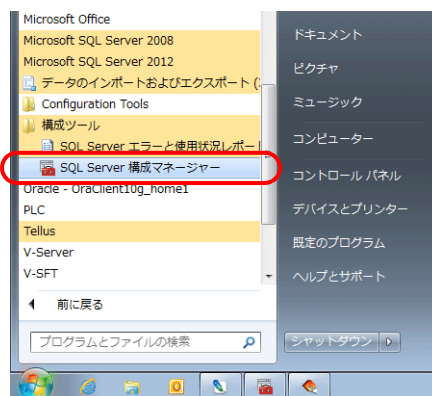 Microsoft Office
Microsoft SQL Server 2008
Microsoft SQL Server 2012
データのインポートおよびエクスポート (
Configuration Tools
構成ツール
SQL Server エラーと使用状況レポー
SQL Server 構成マネージャー
Oracle - OraClient10g_home1
PLC
Tellus
V-Server
V-SFT
前に戻る
プログラムとファイルの検索
ドキュメント
ピクチャ
ミュージック
コンピューター
コントロール パネル
デバイスとプリンター
既定のプログラム
ヘルプとサポート
シャットダウン